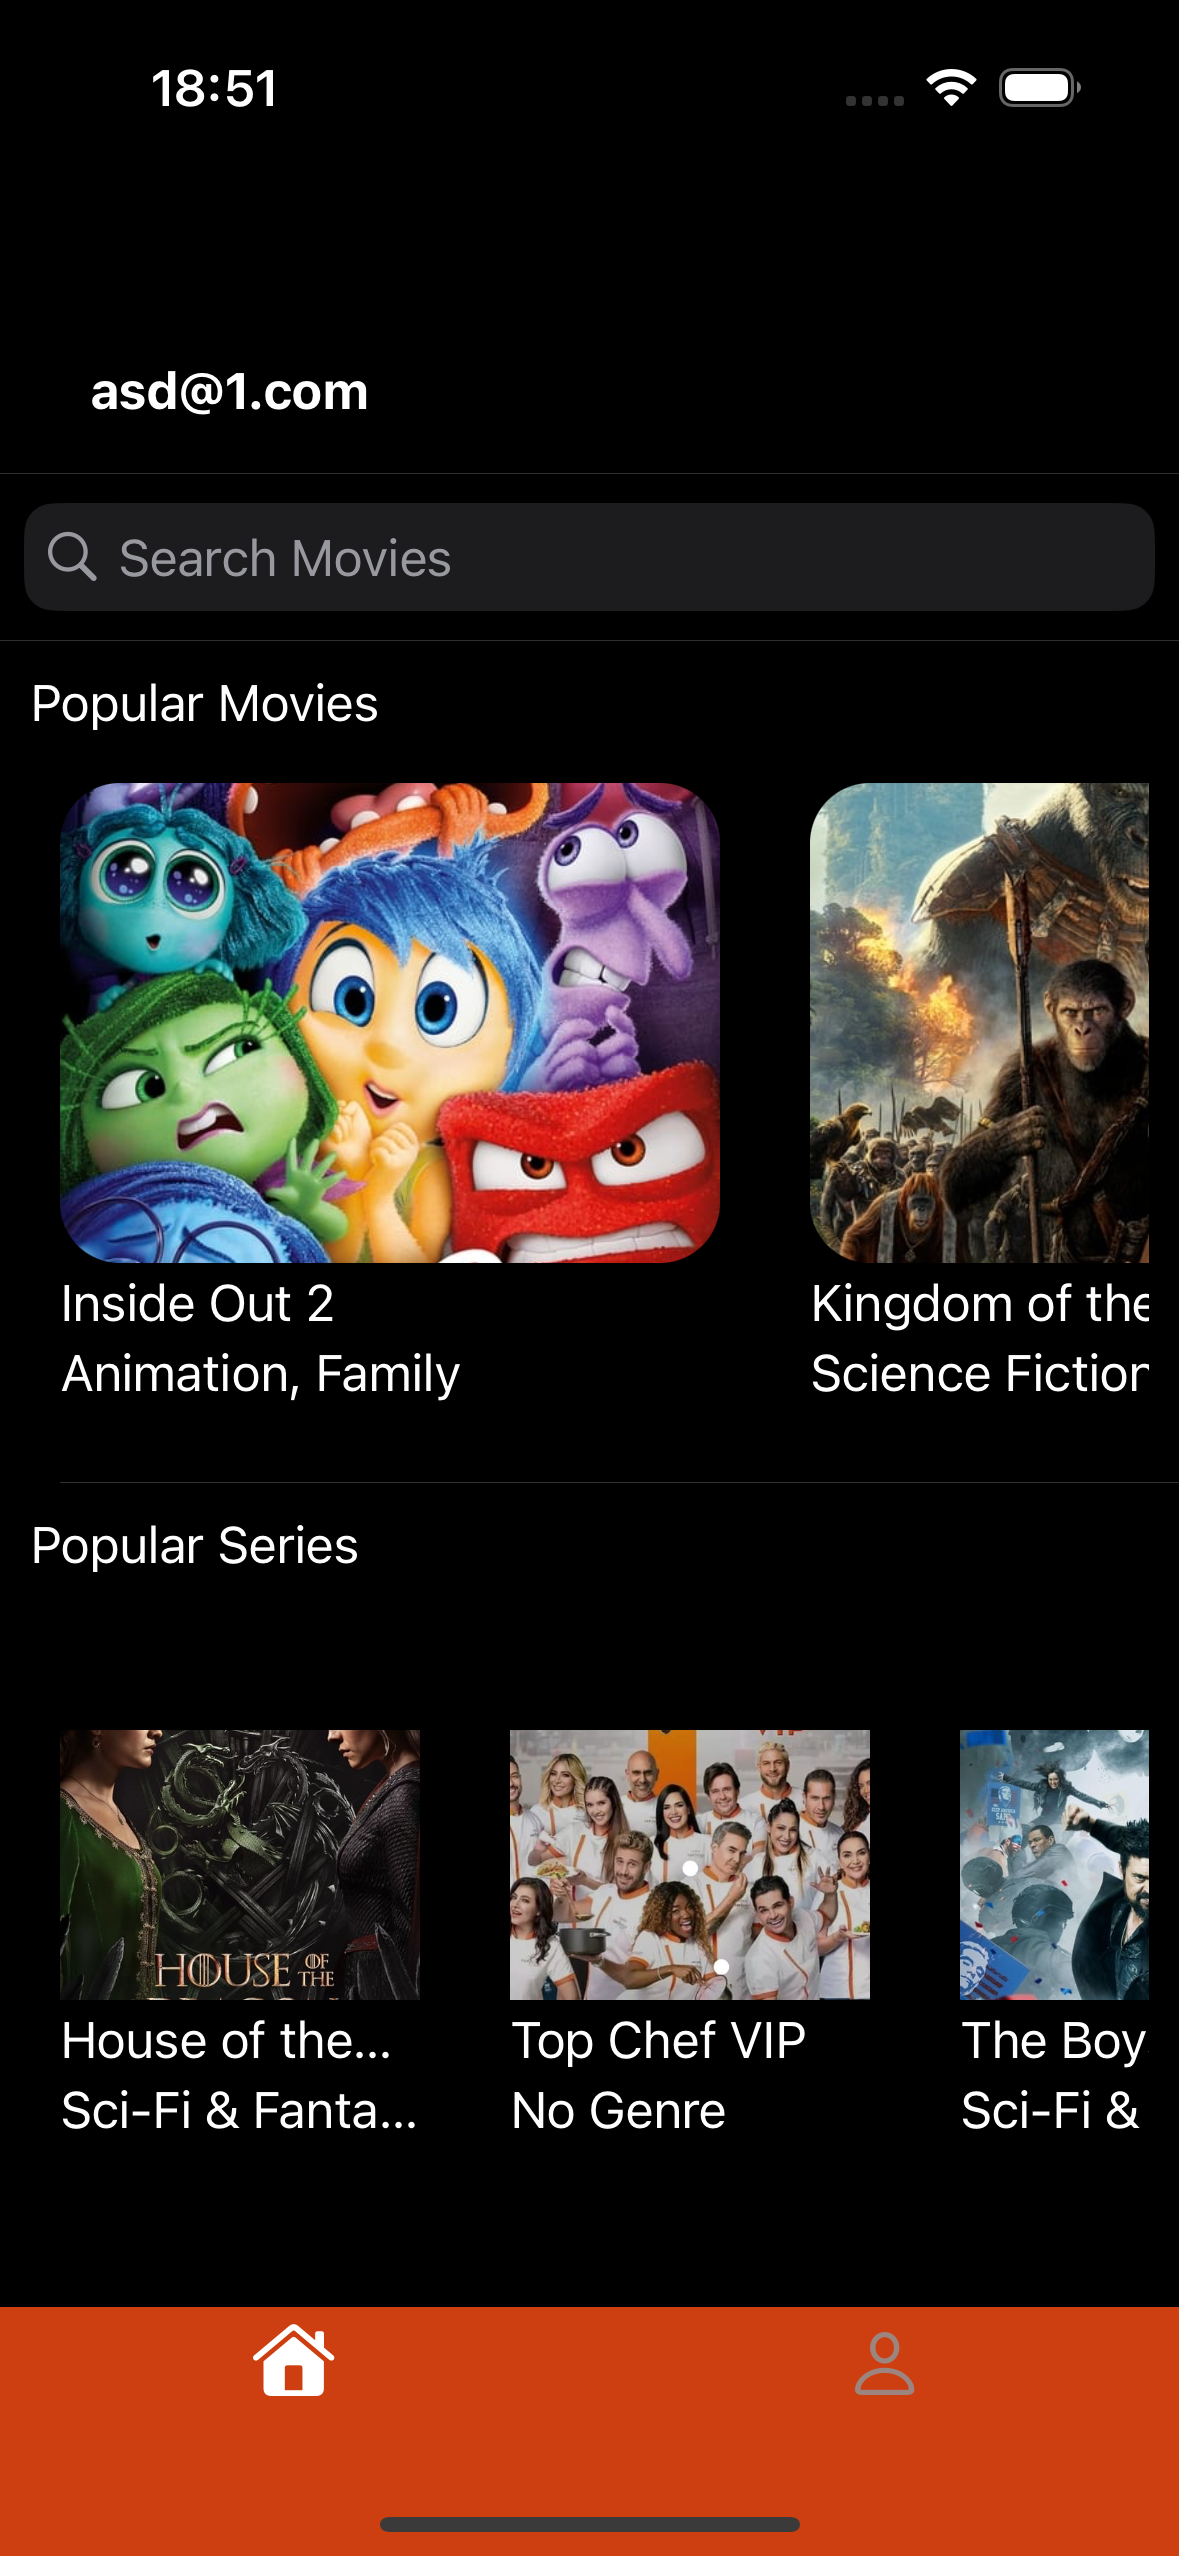 18:51
asd@1.com
Search Movies
Popular Movies
Inside Out 2
Animation, Family
Kingdom of the
Science Fiction
Popular Series
HOUSE OF THE
House of the...
Sci-Fi & Fanta...
Top Chef VIP
No Genre
The Boy
Sci-Fi &